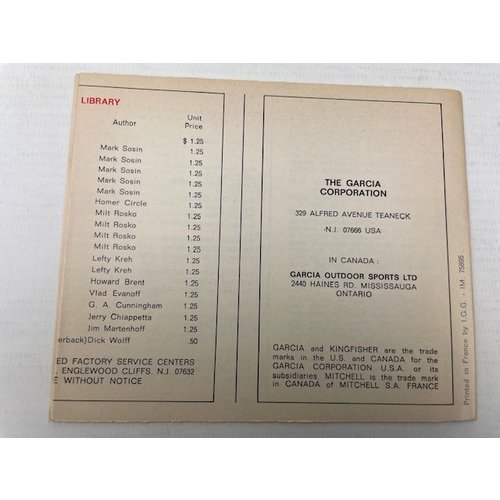 LIBRARY
Author Unit Price
$ 1.25
Mark Sosin 1.25
Mark Sosin 1.25
Mark Sosin 1.25
Mark Sosin 1.25
Mark Sosin 1.25
Homer Circle 1.25
Milt Rosko 1.25
Milt Rosko 1.25
Milt Rosko 1.25
Milt Rosko 1.25
Lefty Kreh 1.25
Lefty Kreh 1.25
Howard Brent 1.25
Vlad Evanoff 1.25
G. A. Cunningham 1.25
Jerry Chiappetta 1.25
Jim Martenhoff 1.25
erback) Dick Wolff .50
ED FACTORY SERVICE CENTERS
, ENGLEWOOD CLIFFS. N.J. 07632
E WITHOUT NOTICE
THE GARCIA
CORPORATION
329 ALFRED AVENUE TEANECK
N.J. 07666 USA
IN CANADA :
GARCIA OUTDOOR SPORTS LTD
2440 HAINES RD. MISSISSAUGA
ONTARIO
GARCIA and KINGFISHER are the trade
marks in the U.S. and CANADA for the
GARCIA CORPORATION U.S.A. or its
subsidiaries. MITCHELL is the trade mark
in CANADA of MITCHELL S.A. FRANCE
Printed in France by I.G.G. - IM. 75895